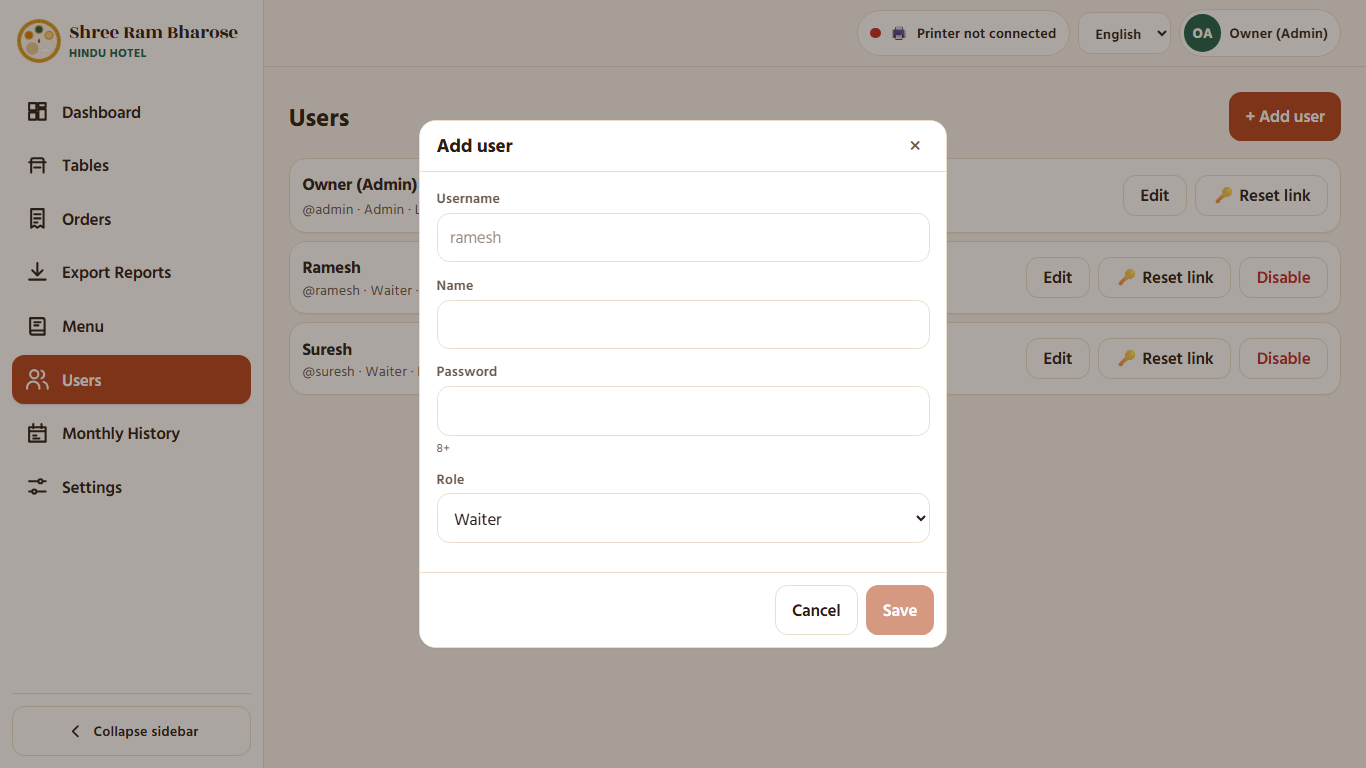 Shree Ram Bharose
HINDU HOTEL
Printer not connected
English
OA
Owner (Admin)
Dashboard
Tables
Orders
Export Reports
Menu
Users
Monthly History
Settings
Collapse sidebar
Users
+ Add user
Owner (Admin)
@admin · Admin ·
Edit
Reset link
Ramesh
@ramesh · Waiter ·
Edit
Reset link
Disable
Suresh
@suresh · Waiter ·
Edit
Reset link
Disable
Add user
×
Username
ramesh
Name
Password
8+
Role
Waiter
Cancel
Save